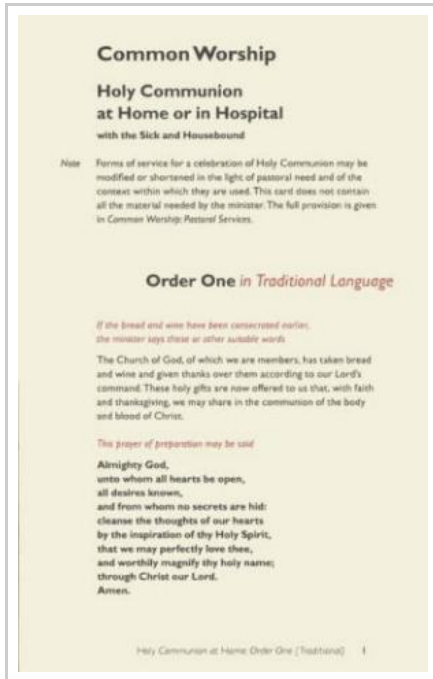 Common Worship
Holy Communion
at Home or in Hospital
with the Sick and Housebound
Note Forms of service for a celebration of Holy Communion may be
modified or shortened in the light of pastoral need and of the
context within which they are used. This card does not contain
all the material needed by the minister. The full provision is given
in Common Worship: Pastoral Services.
Order One in Traditional Language
If the bread and wine have been consecrated earlier,
the minister says these or other suitable words
The Church of God, of which we are members, has taken bread
and wine and given thanks over them according to our Lord's
command. These holy gifts are now offered to us that, with faith
and thanksgiving, we may share in the communion of the body
and blood of Christ.
This prayer of preparation may be said
Almighty God,
unto whom all hearts be open,
all desires known,
and from whom no secrets are hid:
cleanse the thoughts of our hearts
by the inspiration of thy Holy Spirit,
that we may perfectly love thee,
and worthily magnify thy holy name;
through Christ our Lord.
Amen.
Holy Communion at Home: Order One [Traditional] 1